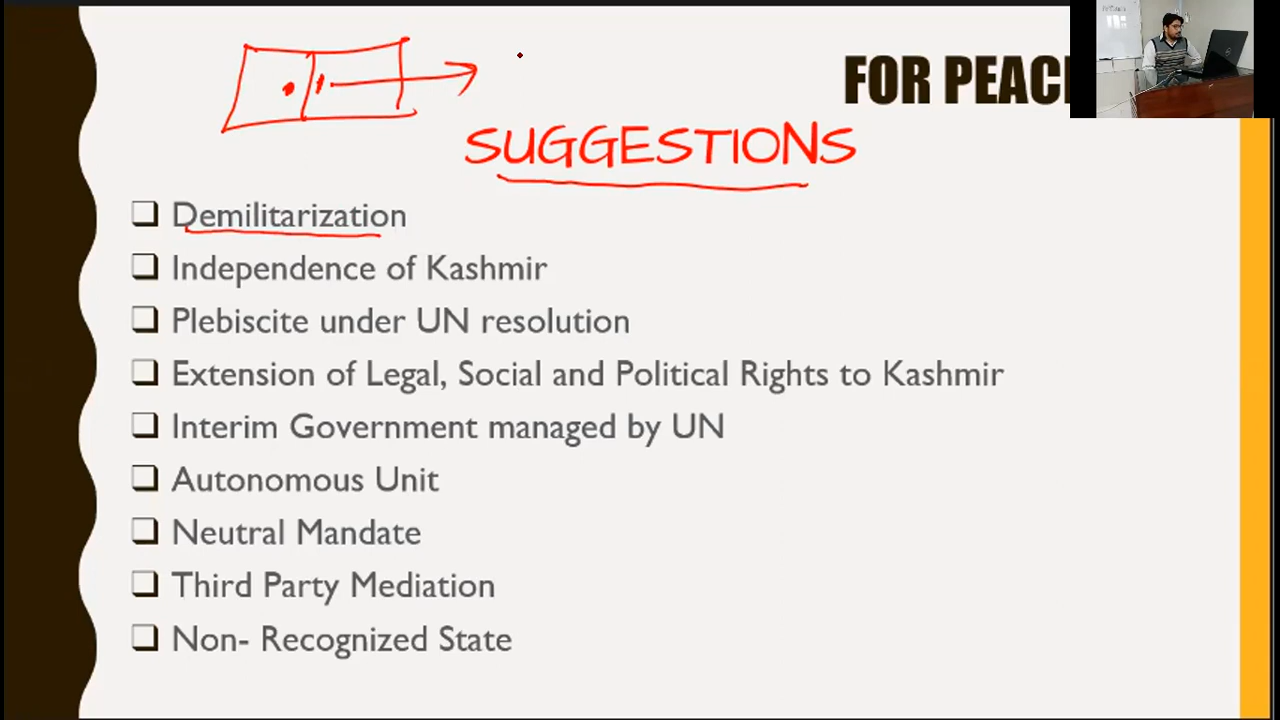 FOR PEAC
SUGGESTIONS
Demilitarization
Independence of Kashmir
Plebiscite under UN resolution
Extension of Legal, Social and Political Rights to Kashmir
Interim Government managed by UN
Autonomous Unit
Neutral Mandate
Third Party Mediation
Non- Recognized State